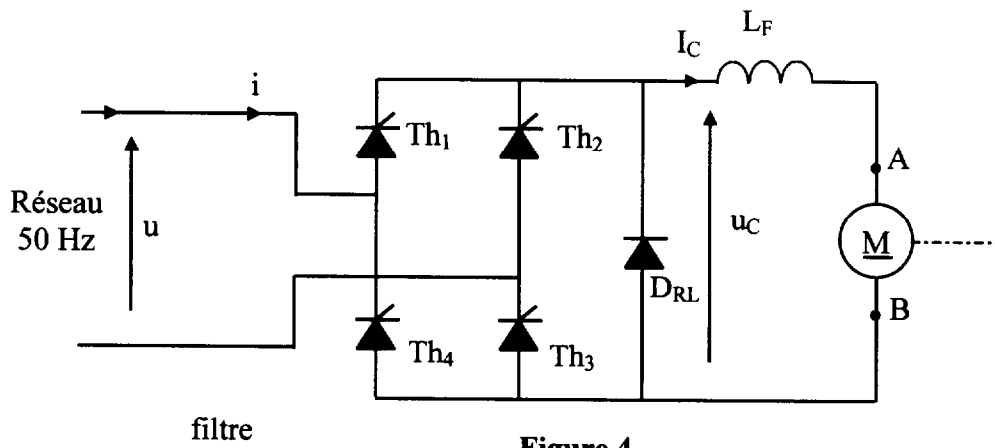 L_F
I_C
i
Th₁
Th₂
A
Réseau
50 Hz
u
u_C
M
D_RL
B
Th₄
Th₃
filtre
Figure 4